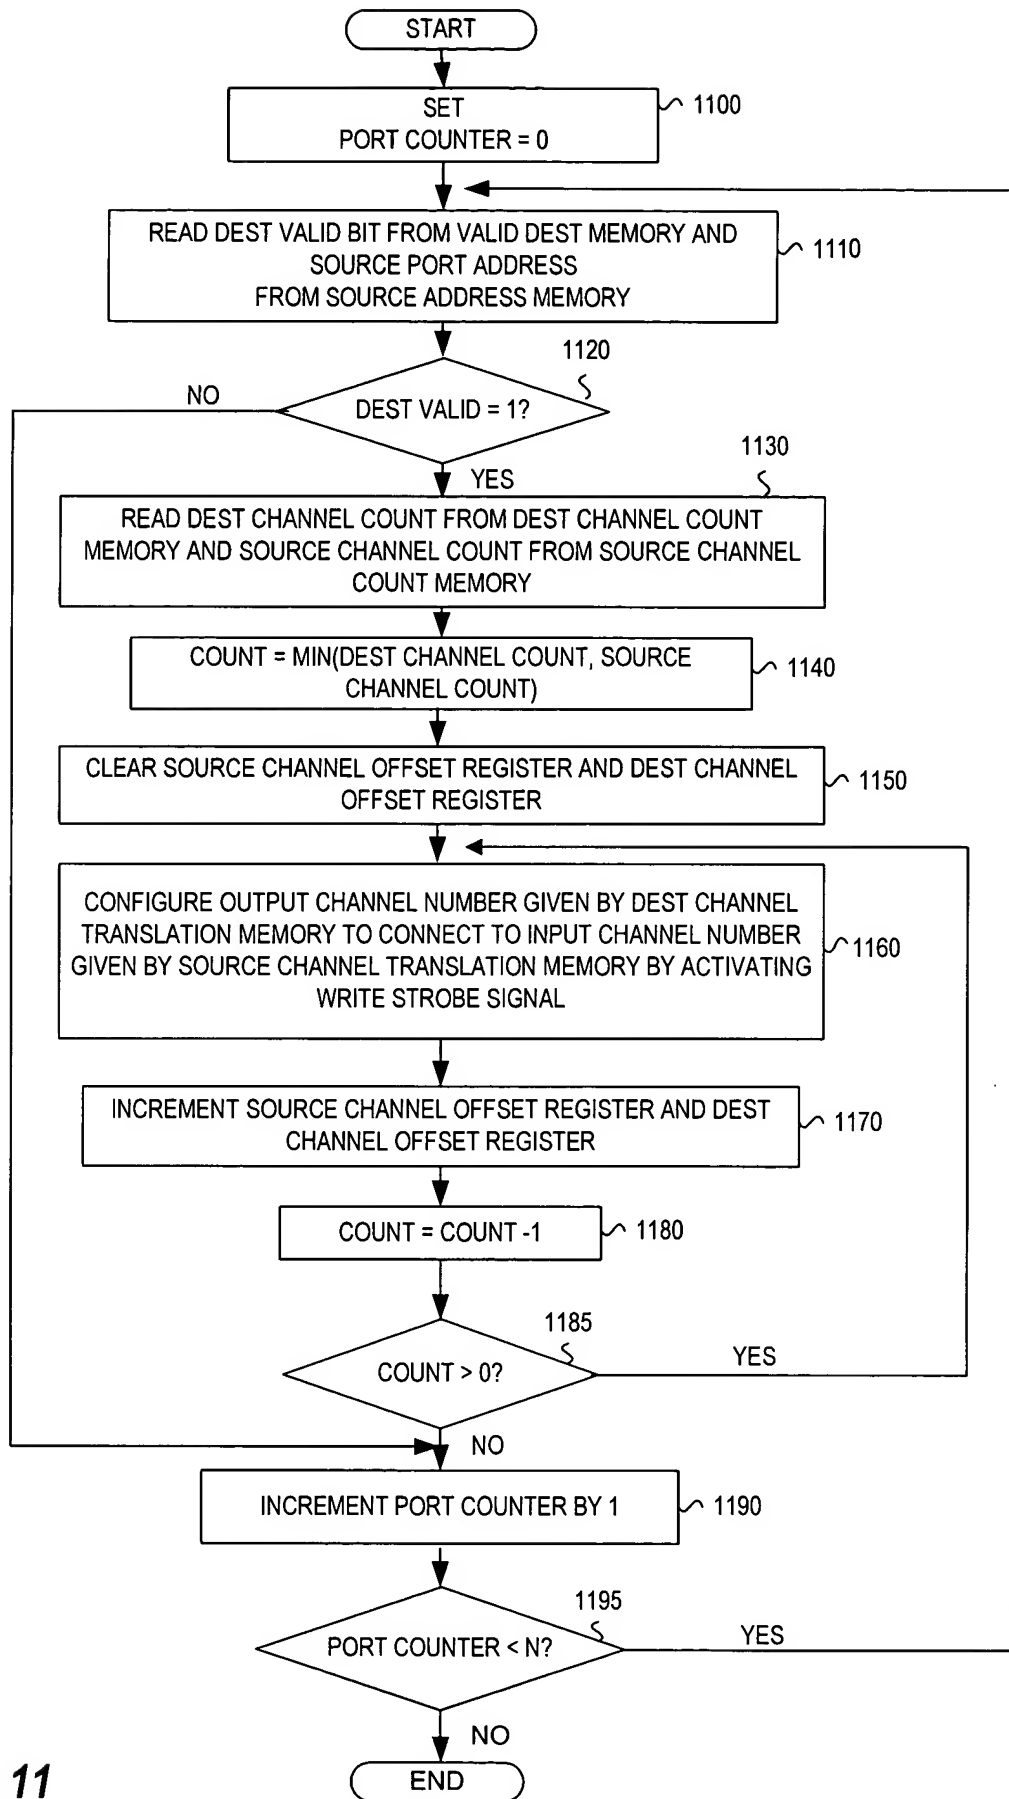 START
SET
PORT COUNTER = 0
1100
READ DEST VALID BIT FROM VALID DEST MEMORY AND
SOURCE PORT ADDRESS
FROM SOURCE ADDRESS MEMORY
1110
1120
NO
DEST VALID = 1?
YES
1130
READ DEST CHANNEL COUNT FROM DEST CHANNEL COUNT
MEMORY AND SOURCE CHANNEL COUNT FROM SOURCE CHANNEL
COUNT MEMORY
COUNT = MIN(DEST CHANNEL COUNT, SOURCE
CHANNEL COUNT)
1140
CLEAR SOURCE CHANNEL OFFSET REGISTER AND DEST CHANNEL
OFFSET REGISTER
1150
CONFIGURE OUTPUT CHANNEL NUMBER GIVEN BY DEST CHANNEL
TRANSLATION MEMORY TO CONNECT TO INPUT CHANNEL NUMBER
GIVEN BY SOURCE CHANNEL TRANSLATION MEMORY BY ACTIVATING
WRITE STROBE SIGNAL
1160
INCREMENT SOURCE CHANNEL OFFSET REGISTER AND DEST
CHANNEL OFFSET REGISTER
1170
COUNT = COUNT -1
1180
1185
COUNT > 0?
YES
NO
INCREMENT PORT COUNTER BY 1
1190
1195
PORT COUNTER < N?
YES
NO
END
11